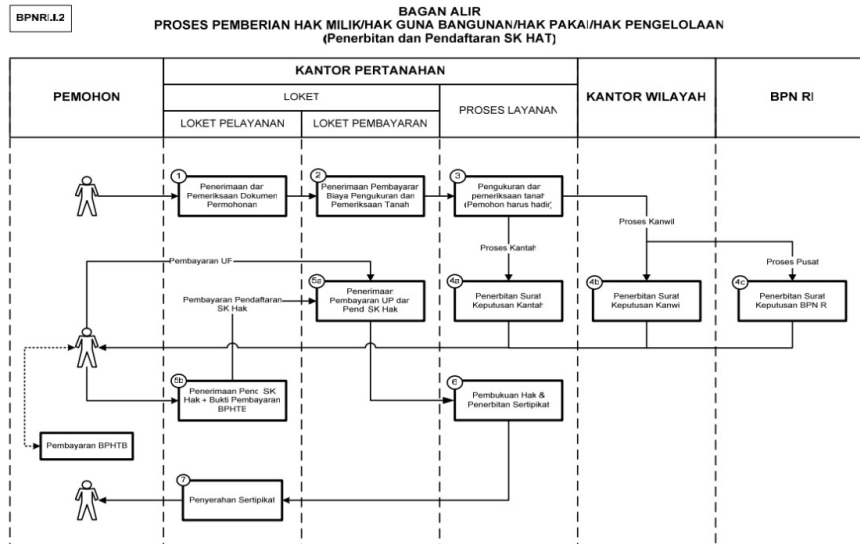 BPNRI.I.2
BAGAN ALIR
PROSES PEMBERIAN HAK MILIK/HAK GUNA BANGUNAN/HAK PAKAI/HAK PENGELOLAAN
(Penerbitan dan Pendaftaran SK HAT)
PEMOHON
KANTOR PERTANAHAN
KANTOR WILAYAH
BPN RI
LOKET
PROSES LAYANAN
LOKET PELAYANAN
LOKET PEMBAYARAN
1
Penerimaan dan
Pemeriksaan Dokumen
Permohonan
2
Penerimaan Pembayaran
Biaya Pengukuran dan
Pemeriksaan Tanah
3
Pengukuran dan
pemeriksaan tanah
(Pemohon harus hadir)
Proses Kanwil
Proses Kantah
Proses Pusat
Pembayaran UP
5a
Penerimaan
Pembayaran UP dan
Pend. SK Hak
Pembayaran Pendaftaran
SK Hak
4a
Penerbitan Surat
Keputusan Kantah
4b
Penerbitan Surat
Keputusan Kanwil
4c
Penerbitan Surat
Keputusan BPN RI
5b
Penerimaan Pend. SK
Hak + Bukti Pembayaran
BPHTB
6
Pembukuan Hak &
Penerbitan Sertipikat
Pembayaran BPHTB
7
Penyerahan Sertipikat